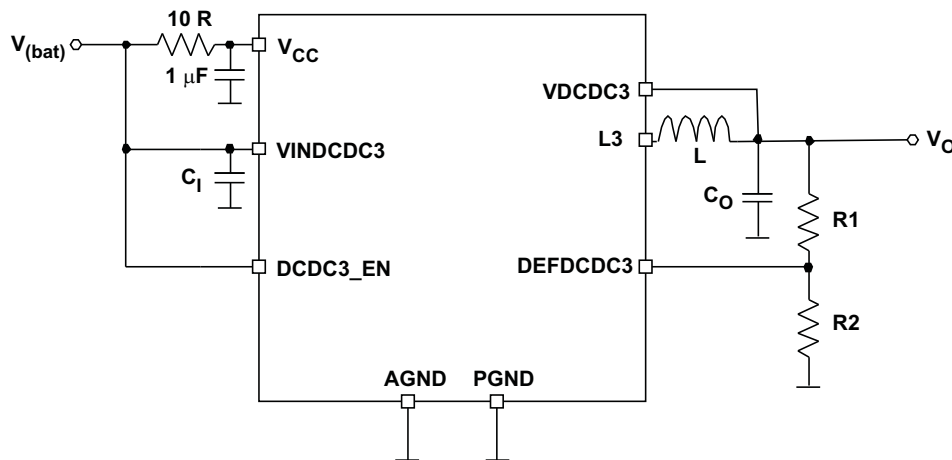 10 R
V(bat)
VCC
1 μF
VDCDC3
L3
L
VO
VINDCDC3
CI
CO
R1
DCDC3_EN
DEFDCDC3
R2
AGND
PGND